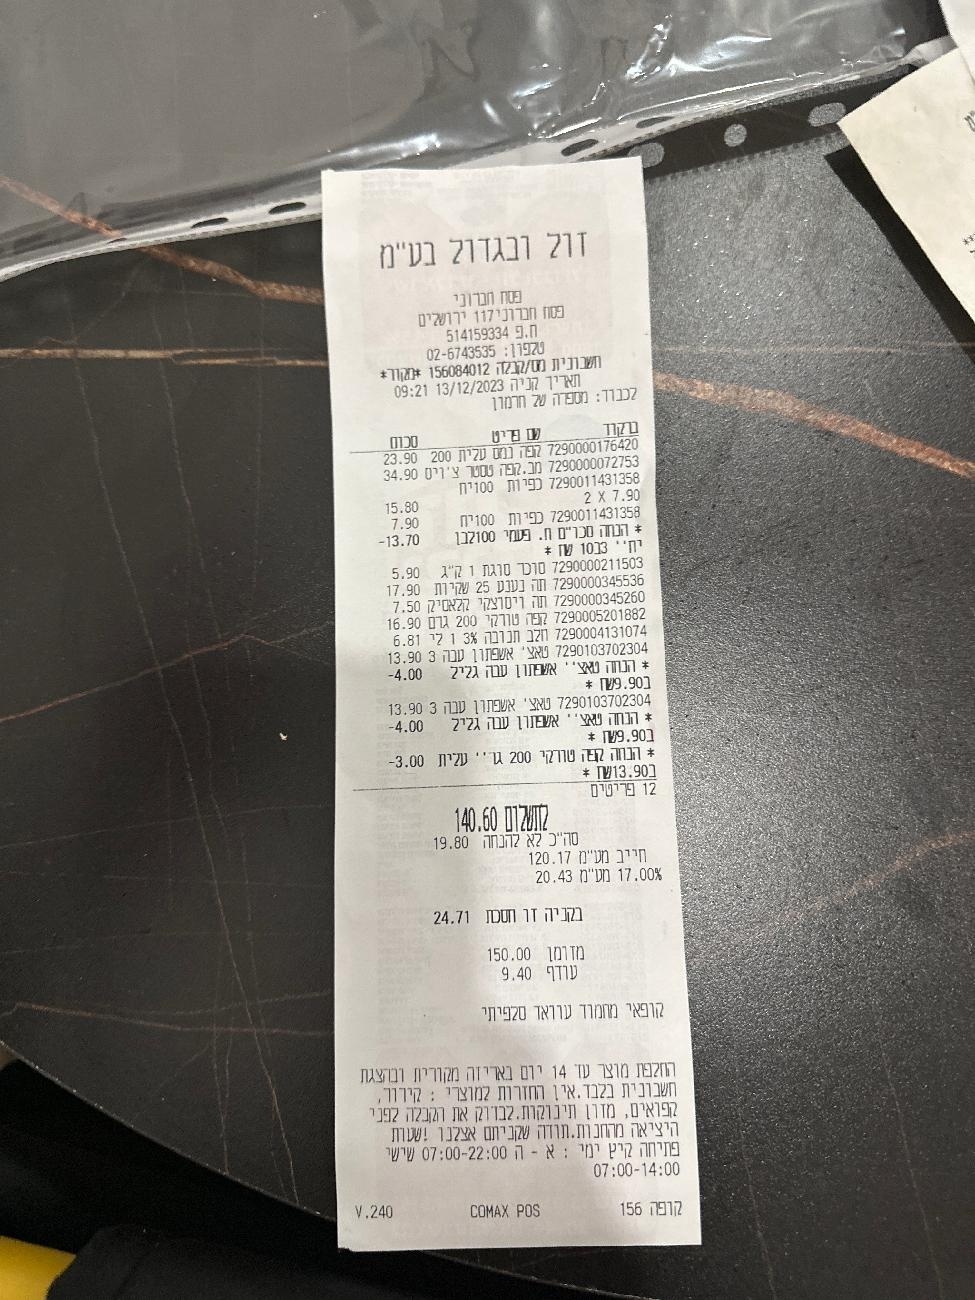 זול ובגדול בע"מ
פסח חברוני
פסח חברוני 117 ירושלים
ח.פ 514159334
טלפון: 02-6743535
חשבונית מס/קבלה 156084012 *מקור*
תאריך קניה 13/12/2023 09:21
לכבוד: מספרה של חרמון
ברקוד שם פריט סכום
7290000176420 קפה נמס עלית 200 23.90
7290000072753 מב.קפה טסטר צ'ויס 34.90
7290011431358 כפיות 100יח
2 X 7.90 15.80
7290011431358 כפיות 100יח 7.90
* הנחה סכו"ם ח. פעמי 100לבן -13.70
יח'' 3ב10 שח *
7290000211503 סוכר סוגת 1 ק"ג 5.90
7290000345536 תה בענע 25 שקיות 17.90
7290000345260 תה ויסוצקי קלאסיק 7.50
7290005201882 קפה טורקי 200 גרם 16.90
7290004131074 חלב תנובה 3% 1 לי 6.81
7290103702304 טאצ' אשפתון עבה 3 13.90
* הנחה טאצ'' אשפתון עבה גליל -4.00
ב9.90שח *
7290103702304 טאצ' אשפתון עבה 3 13.90
* הנחה טאצ'' אשפתון עבה גליל -4.00
ב9.90שח *
* הנחה קפה טורקי 200 גר'' עלית -3.00
ב13.90שח *
12 פריטים
לתשלום 140.60
סה"כ לא להנחה 19.80
חייב מע"מ 120.17
17.00% מע"מ 20.43
בקניה זו חסכת 24.71
מזומן 150.00
עודף 9.40
קופאי מחמוד עוואד סלפיתי
החלפת מוצר עד 14 יום באריזה מקורית ובהצגת
חשבונית בלבד.אין החזרות למוצרי : קירור,
קפואים, מזון תינוקות.לבדוק את הקבלה לפני
היציאה מהחנות.תודה שקניתם אצלנו !שעות
פתיחה קיץ ימי : א - ה 07:00-22:00 שישי
07:00-14:00
קופה 156 COMAX POS V.240